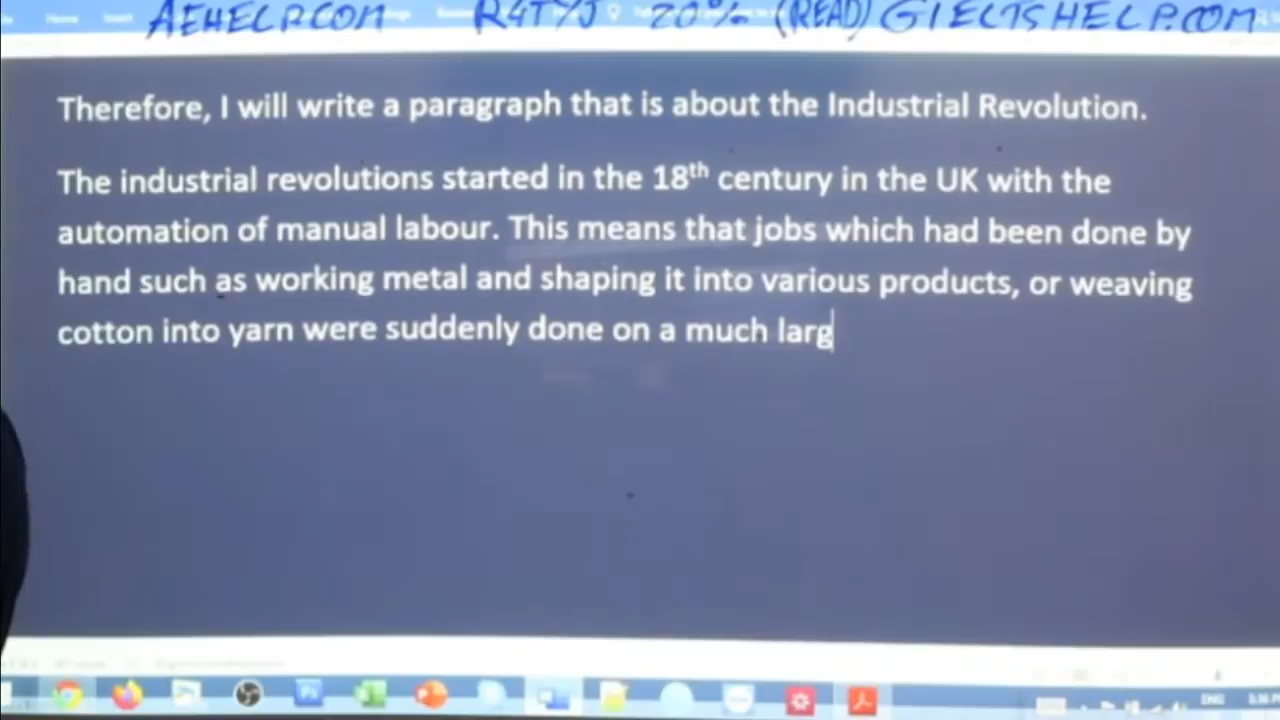 AEHELP.COM R4TYJ 20% (READ) GIELTSHELP.COM
Therefore, I will write a paragraph that is about the Industrial Revolution.
The industrial revolutions started in the 18th century in the UK with the
automation of manual labour. This means that jobs which had been done by
hand such as working metal and shaping it into various products, or weaving
cotton into yarn were suddenly done on a much larg
ENG